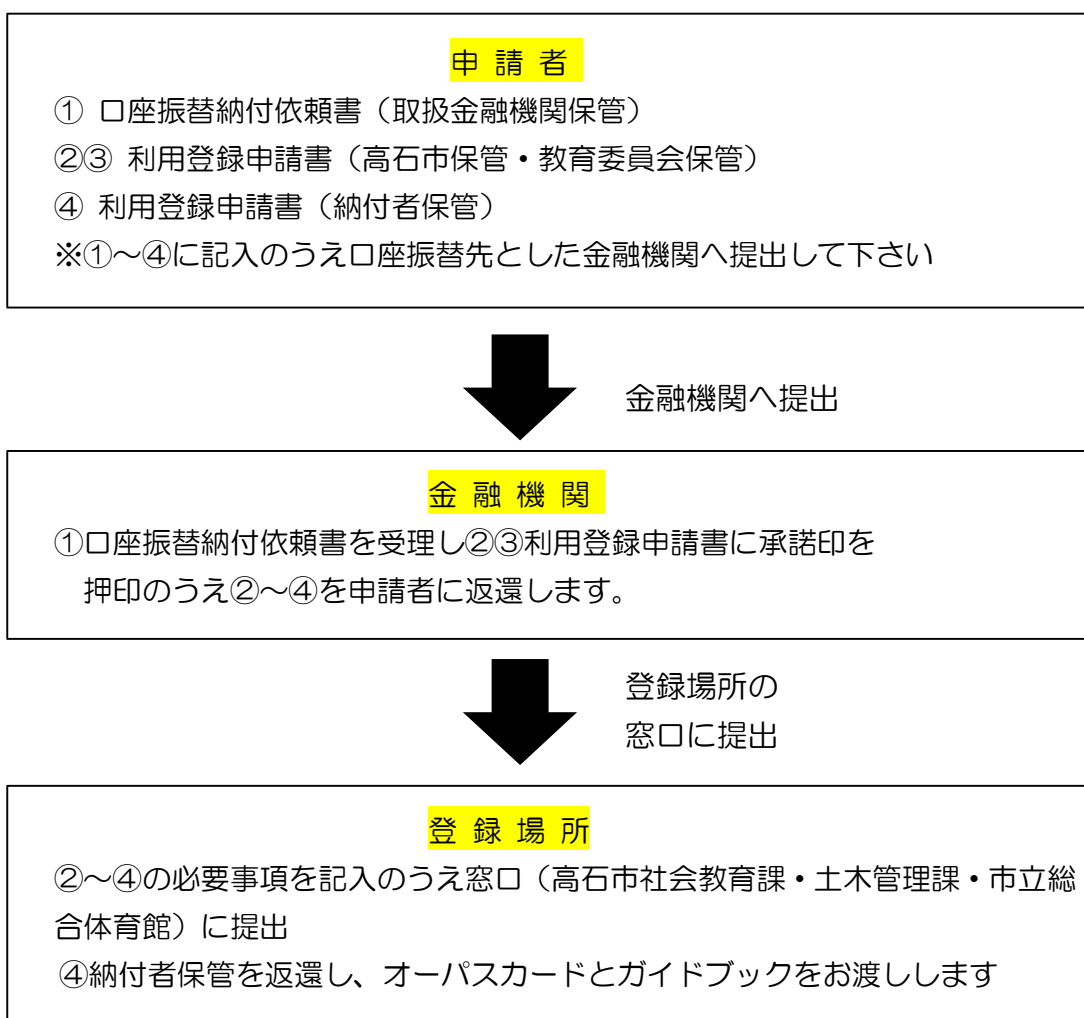 申 請 者
① 口座振替納付依頼書（取扱金融機関保管）
②③ 利用登録申請書（高石市保管・教育委員会保管）
④ 利用登録申請書（納付者保管）
※①～④に記入のうえ口座振替先とした金融機関へ提出して下さい
金融機関へ提出
金 融 機 関
①口座振替納付依頼書を受理し②③利用登録申請書に承諾印を
押印のうえ②～④を申請者に返還します。
登録場所の
窓口に提出
登 録 場 所
②～④の必要事項を記入のうえ窓口（高石市社会教育課・土木管理課・市立総
合体育館）に提出
④納付者保管を返還し、オーパスカードとガイドブックをお渡しします